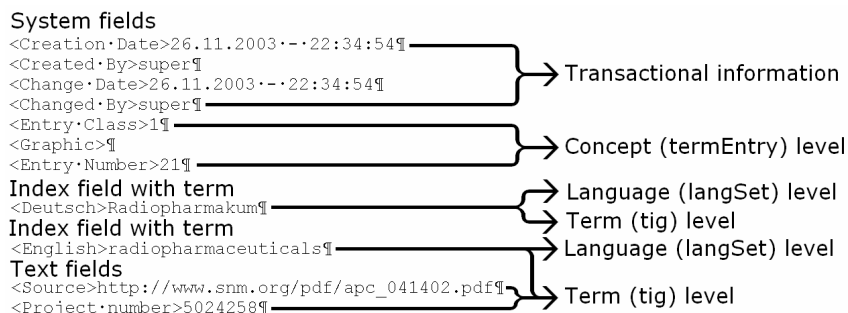 System fields
<Creation·Date>26.11.2003·-·22:34:54¶
<Created·By>super¶
<Change·Date>26.11.2003·-·22:34:54¶
<Changed·By>super¶
Transactional information
<Entry·Class>1¶
<Graphic>¶
<Entry·Number>21¶
Concept (termEntry) level
Index field with term
<Deutsch>Radiopharmakum¶
Language (langSet) level
Term (tig) level
Index field with term
<English>radiopharmaceuticals¶
Language (langSet) level
Text fields
<Source>http://www.snm.org/pdf/apc_041402.pdf¶
<Project·number>5024258¶
Term (tig) level